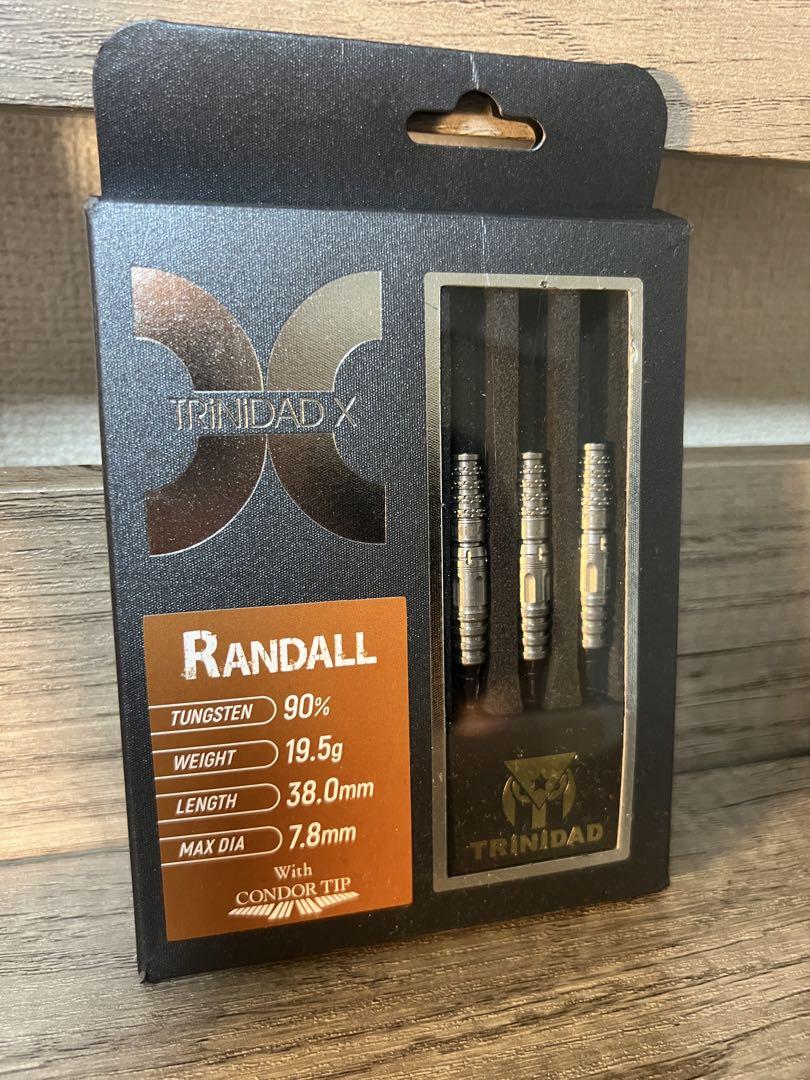 TRiNiDAD X
RANDALL
TUNGSTEN 90%
WEIGHT 19.5g
LENGTH 38.0mm
MAX DIA 7.8mm
With
CONDOR TIP
TRiNiDAD